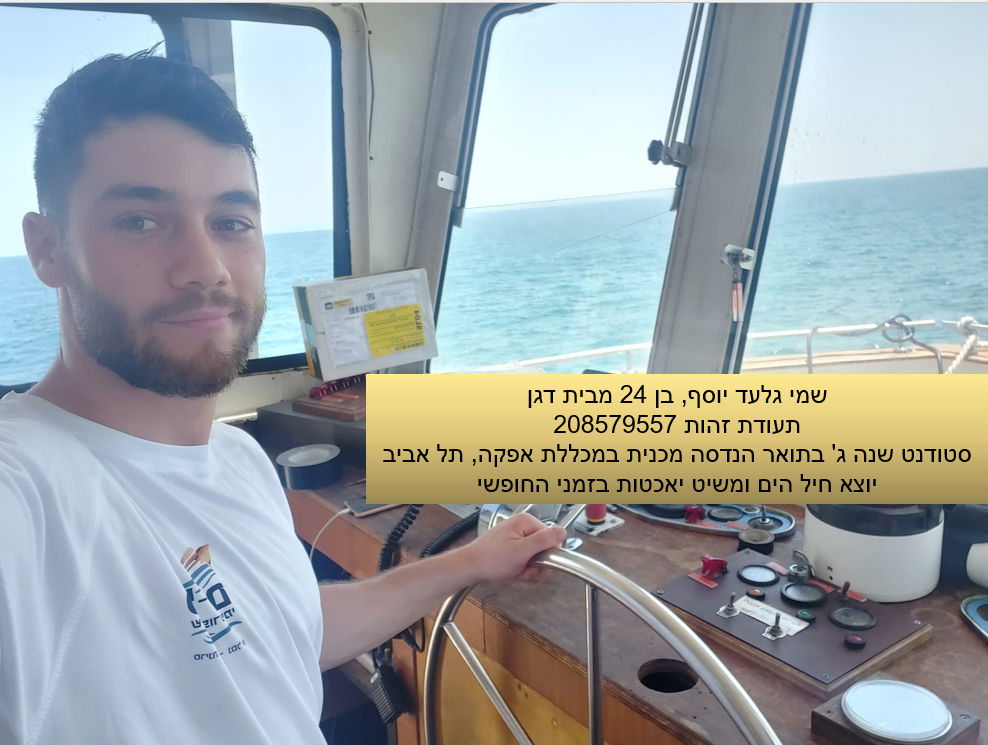 שמי גלעד יוסף, בן 24 מבית דגן
תעודת זהות 208579557
סטודנט שנה ג' בתואר הנדסה מכנית במכללת אפקה, תל אביב
יוצא חיל הים ומשיט יאכטות בזמני החופשי